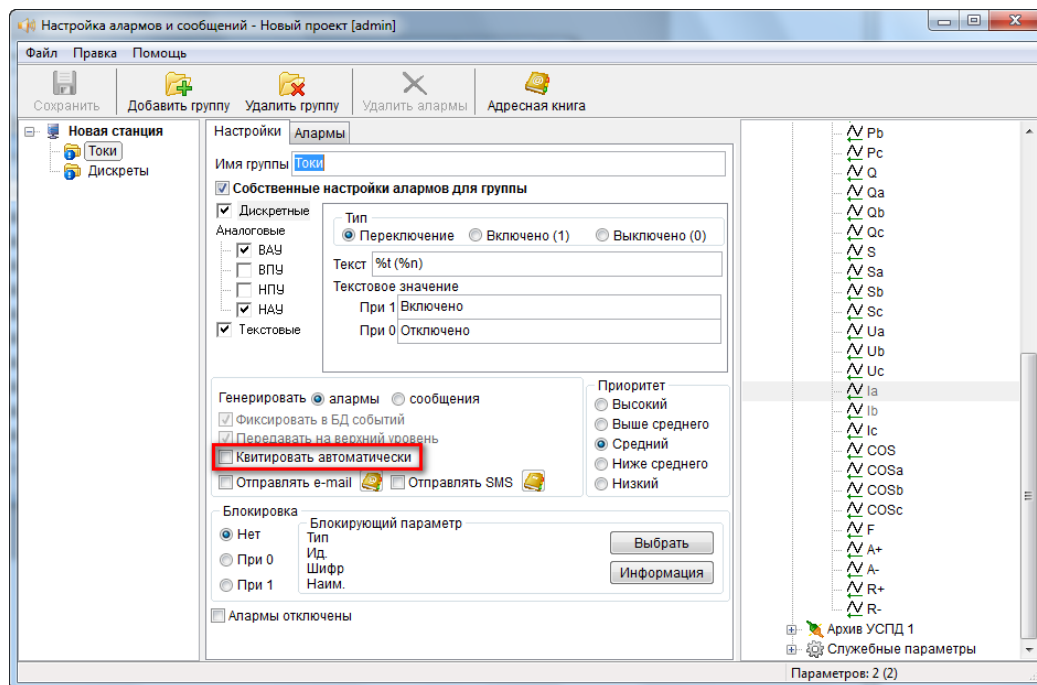 Настройка алармов и сообщений - Новый проект [admin]
Файл Правка Помощь
Сохранить Добавить группу Удалить группу Удалить алармы Адресная книга
Новая станция
Токи
Дискреты
Настройки Алармы
Имя группы Токи
Собственные настройки алармов для группы
Дискретные
Аналоговые
ВАУ
ВПУ
НПУ
НАУ
Текстовые
Тип
Переключение Включено (1) Выключено (0)
Текст %t (%n)
Текстовое значение
При 1 Включено
При 0 Отключено
Генерировать алармы сообщения
Фиксировать в БД событий
Передавать на верхний уровень
Квитировать автоматически
Отправлять e-mail Отправлять SMS
Приоритет
Высокий
Выше среднего
Средний
Ниже среднего
Низкий
Блокировка
Нет
При 0
При 1
Блокирующий параметр
Тип
Ид.
Шифр
Наим.
Выбрать
Информация
Алармы отключены
Pb
Pc
Q
Qa
Qb
Qc
S
Sa
Sb
Sc
Ua
Ub
Uc
Ia
Ib
Ic
COS
COSa
COSb
COSc
F
A+
A-
R+
R-
Архив УСПД 1
Служебные параметры
Параметров: 2 (2)